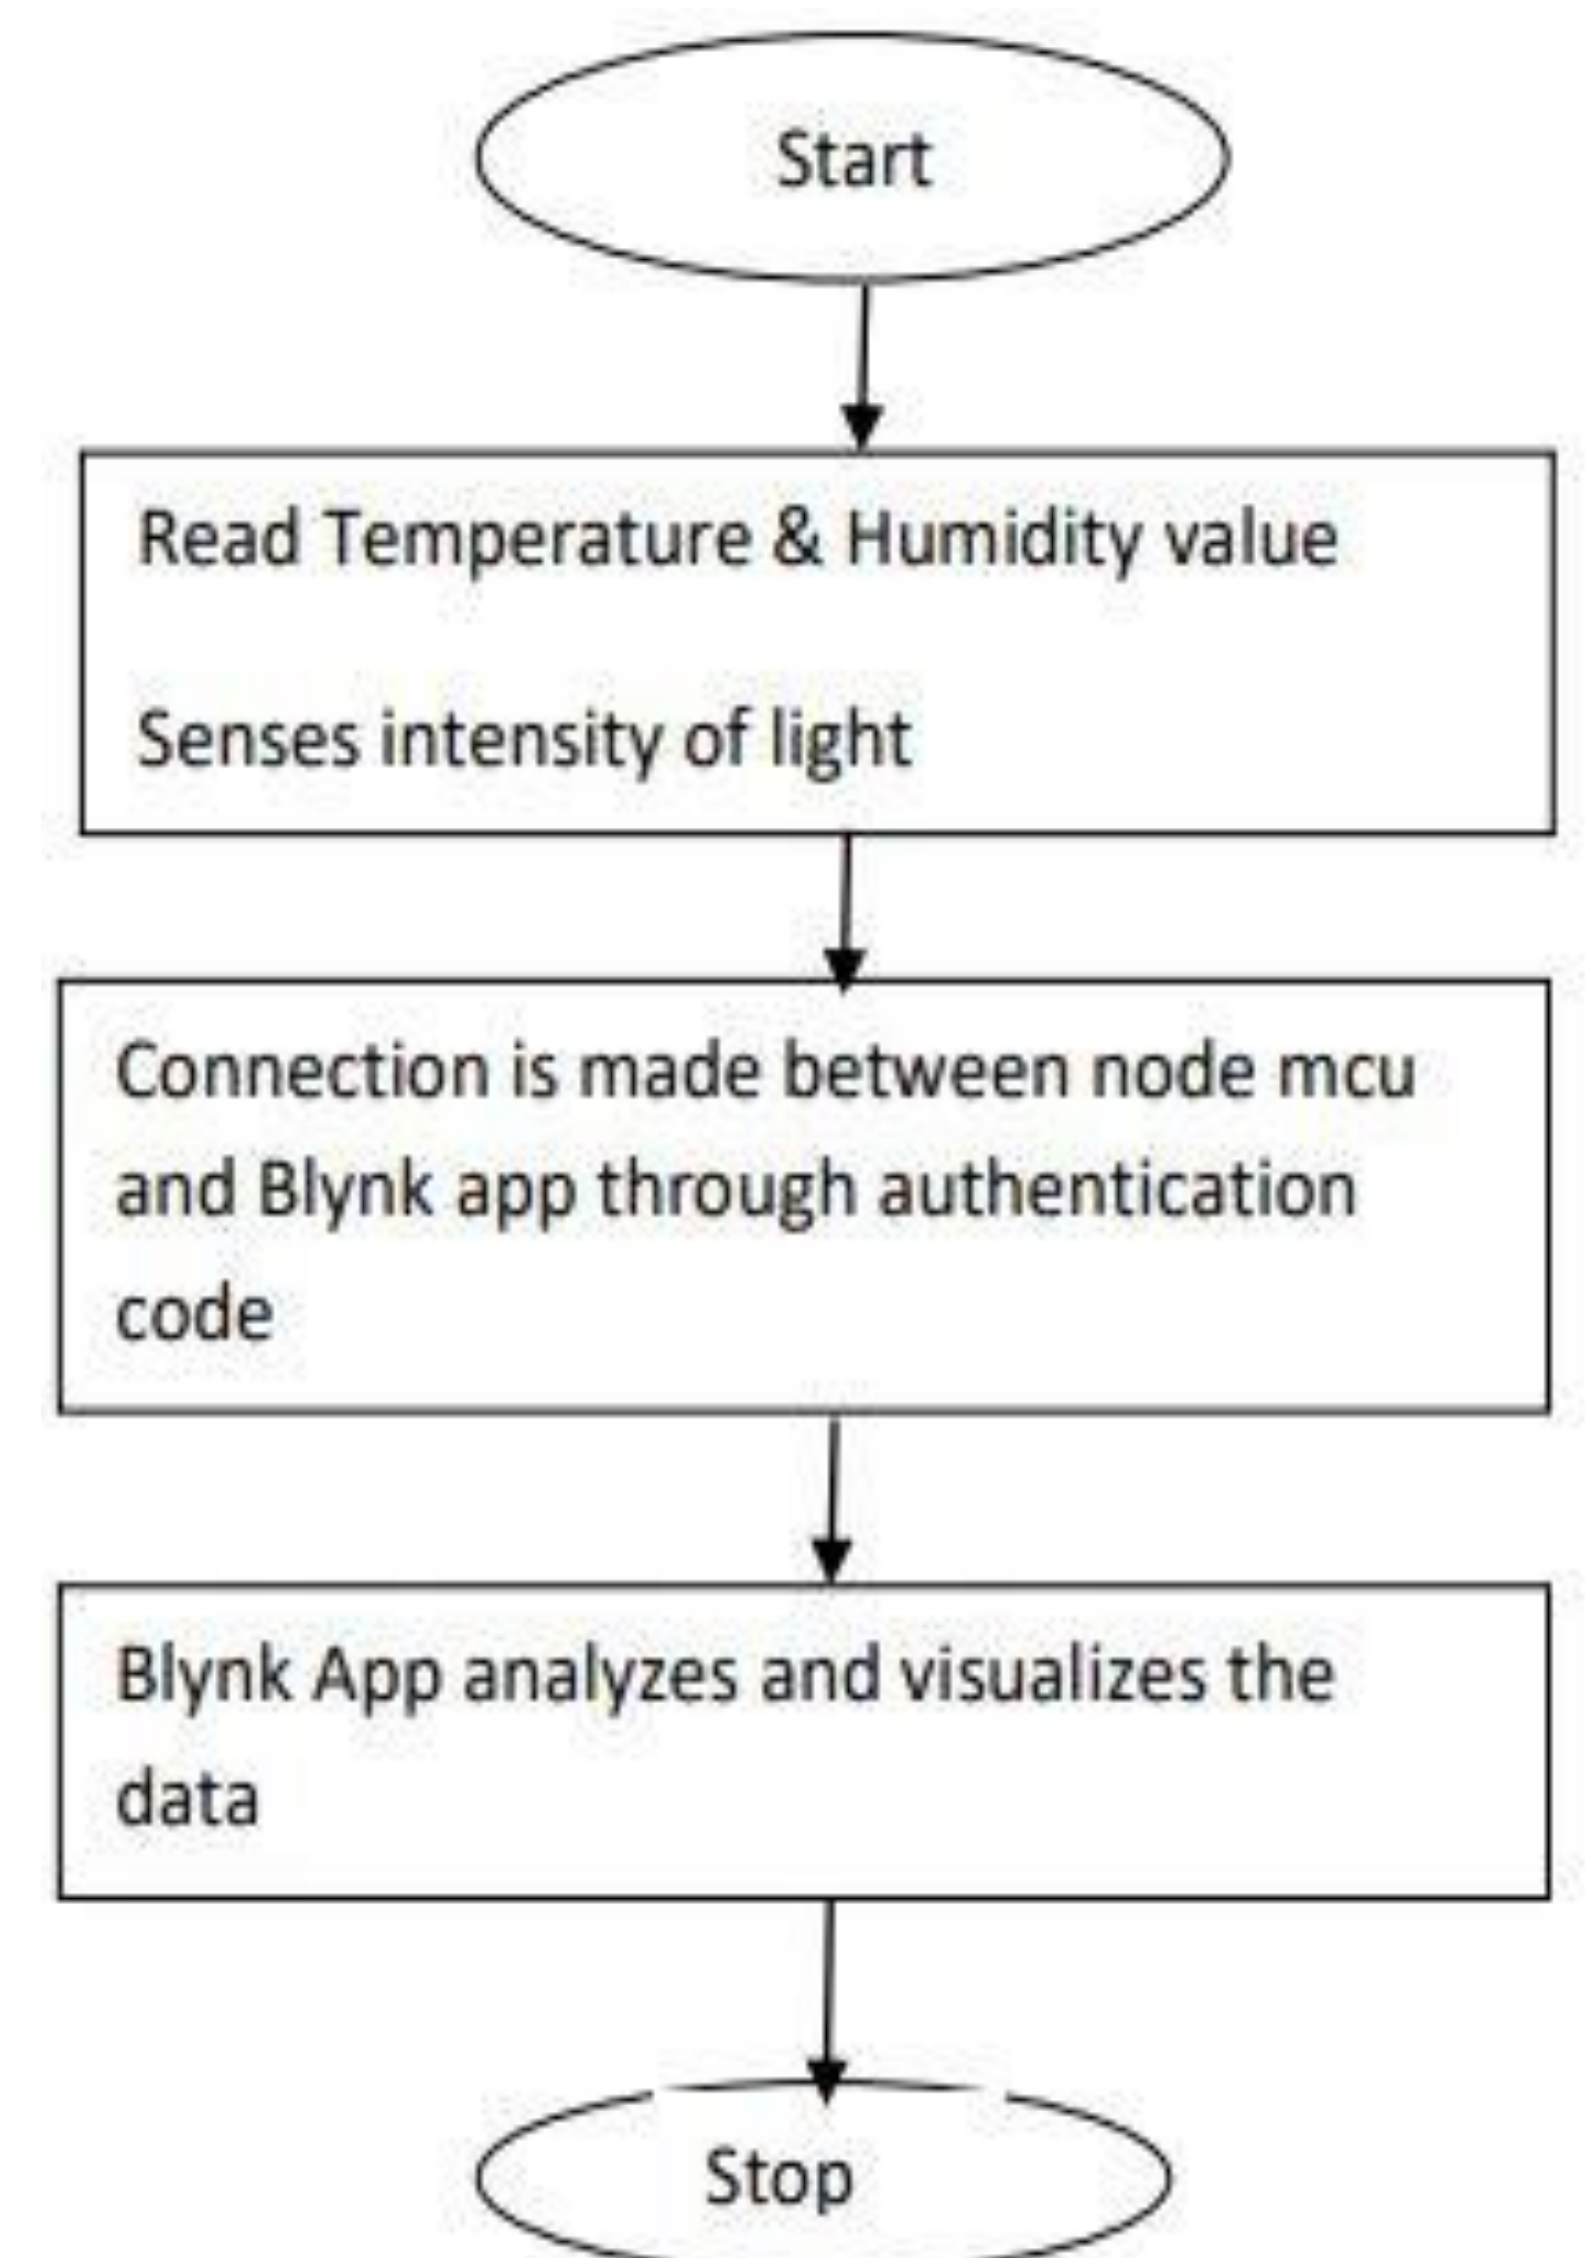 Start
Read Temperature & Humidity value
Senses intensity of light
Connection is made between node mcu
and Blynk app through authentication
code
Blynk App analyzes and visualizes the
data
Stop